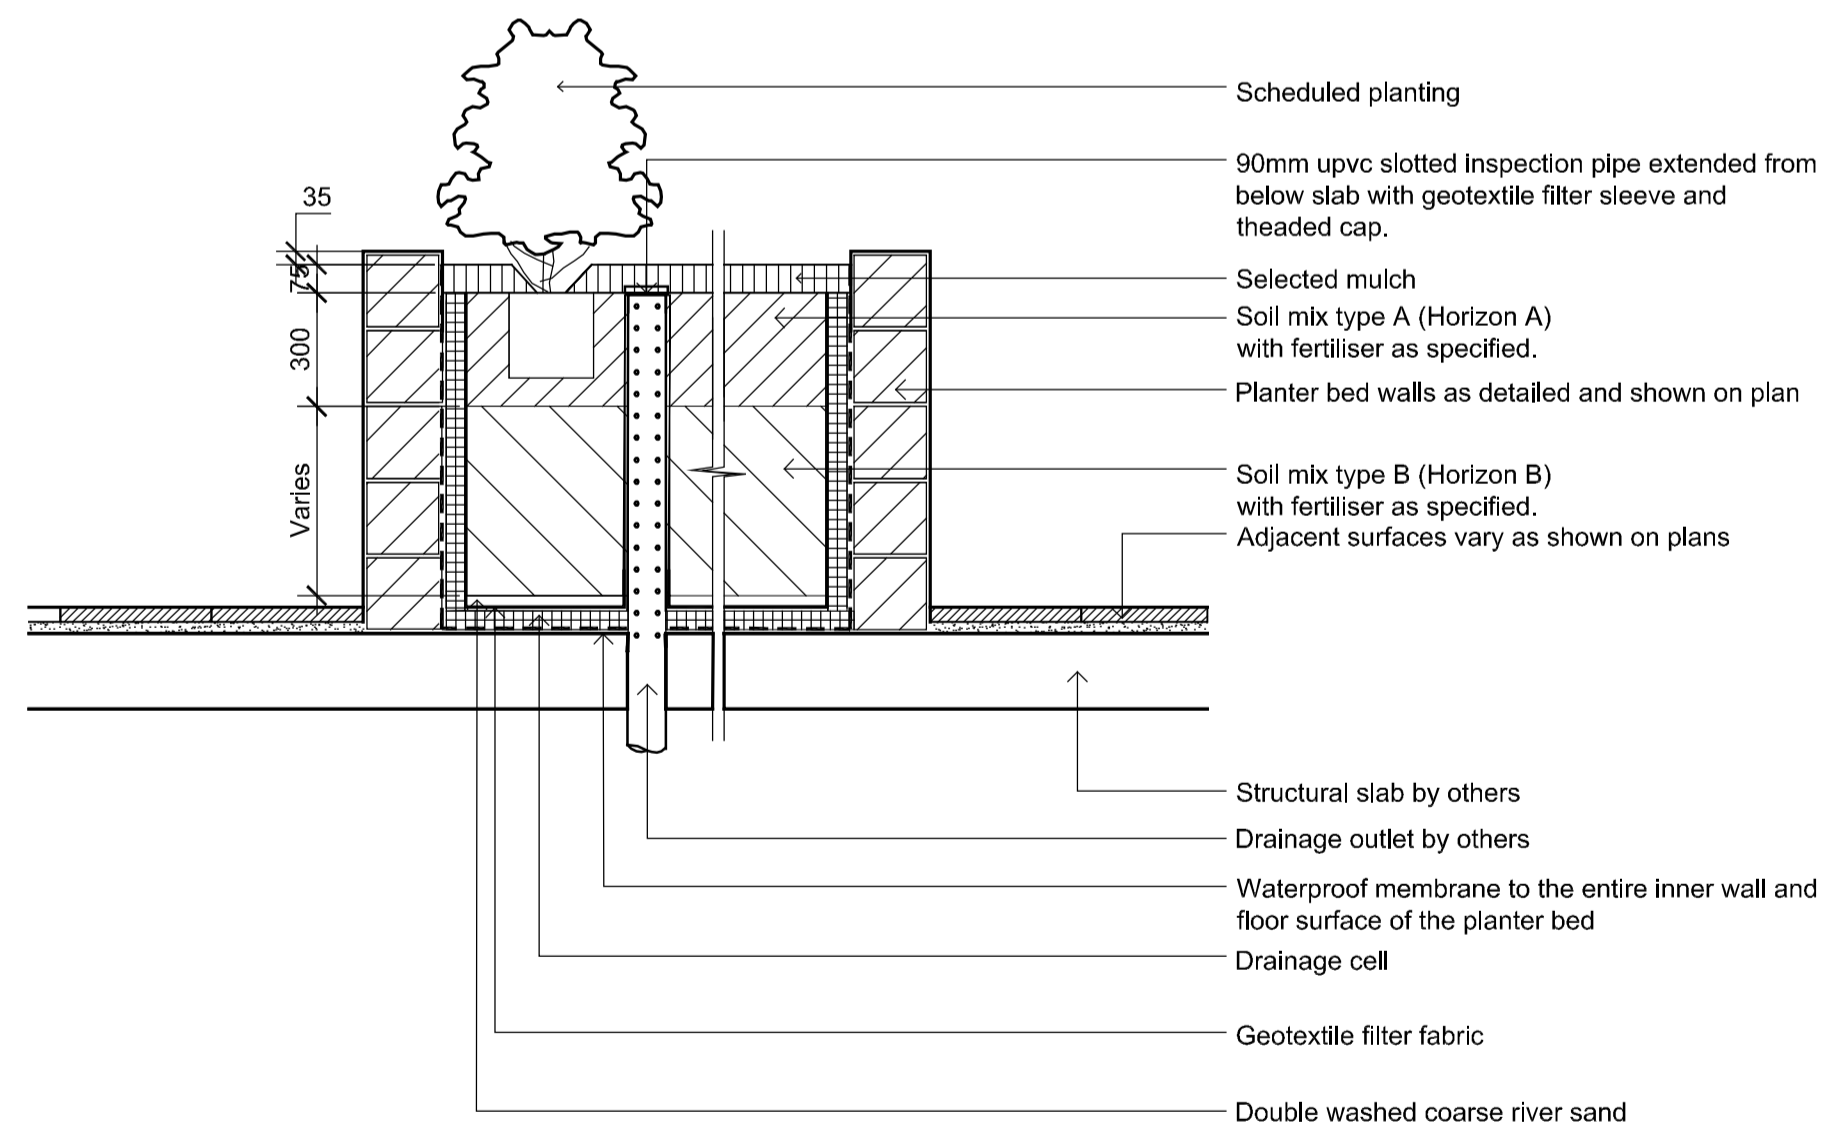 Scheduled planting
90mm upvc slotted inspection pipe extended from
below slab with geotextile filter sleeve and
theaded cap.
35
75
300
Varies
Selected mulch
Soil mix type A (Horizon A)
with fertiliser as specified.
Planter bed walls as detailed and shown on plan
Soil mix type B (Horizon B)
with fertiliser as specified.
Adjacent surfaces vary as shown on plans
Structural slab by others
Drainage outlet by others
Waterproof membrane to the entire inner wall and
floor surface of the planter bed
Drainage cell
Geotextile filter fabric
Double washed coarse river sand